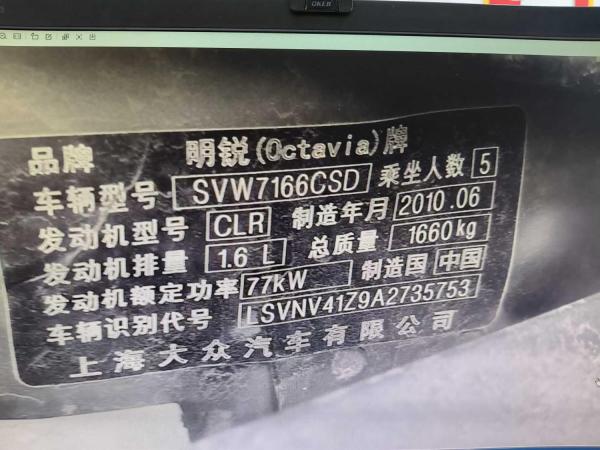 OKER
品牌 明锐(Octavia)牌
车辆型号 SVW7166CSD 乘坐人数 5
发动机型号 CLR 制造年月 2010.06
发动机排量 1.6 L 总质量 1660kg
发动机额定功率 77kW 制造国 中国
车辆识别代号 LSVNV41Z9A2735753
上海大众汽车有限公司